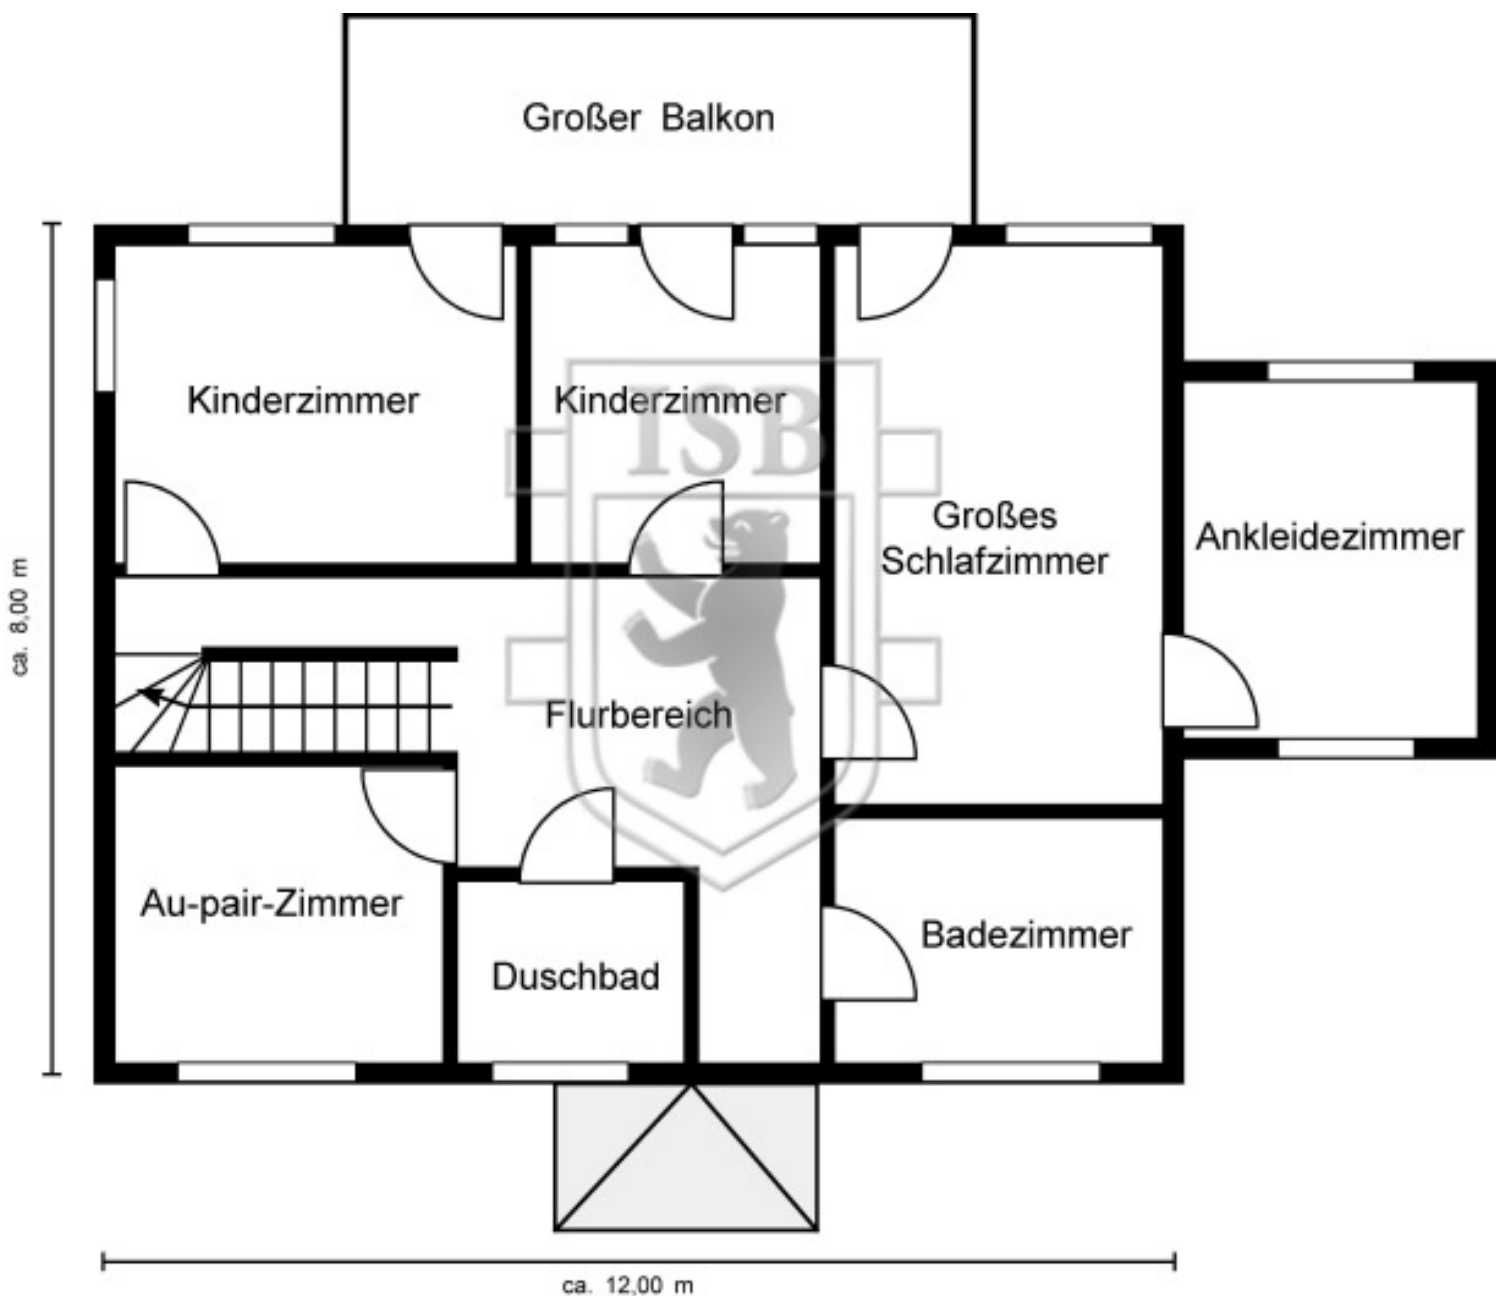 Großer Balkon
Kinderzimmer
Kinderzimmer
ISB
Großes
Schlafzimmer
Ankleidezimmer
ca. 8,00 m
Flurbereich
Au-pair-Zimmer
Duschbad
Badezimmer
ca. 12,00 m